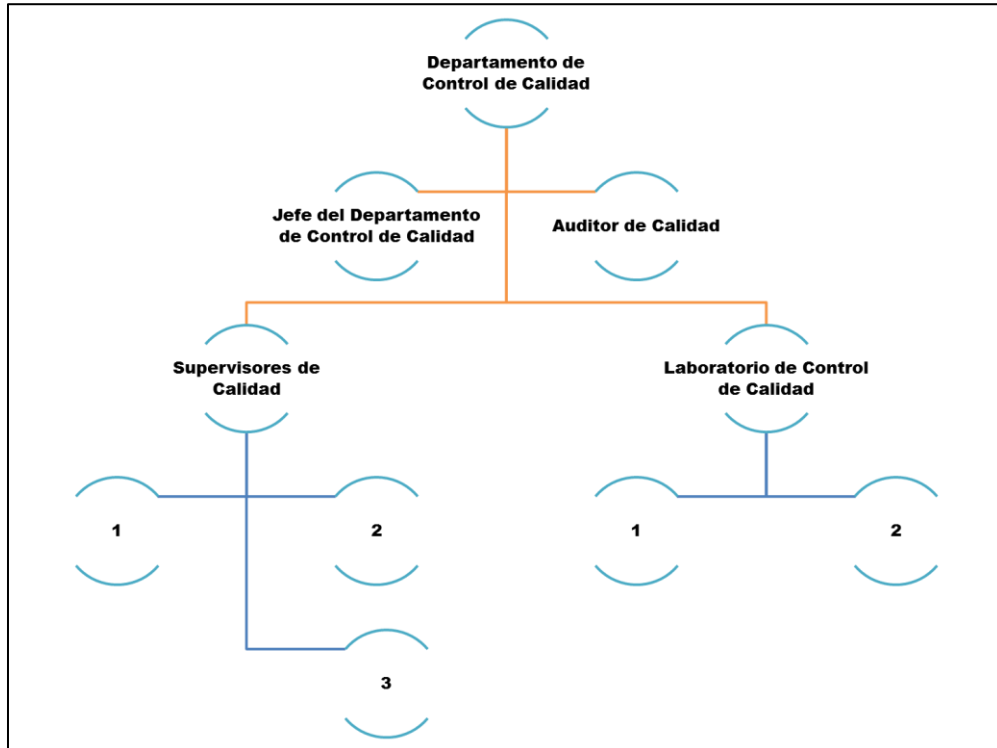 Departamento de
Control de Calidad
Jefe del Departamento
de Control de Calidad
Auditor de Calidad
Supervisores de
Calidad
Laboratorio de Control
de Calidad
1
2
1
2
3